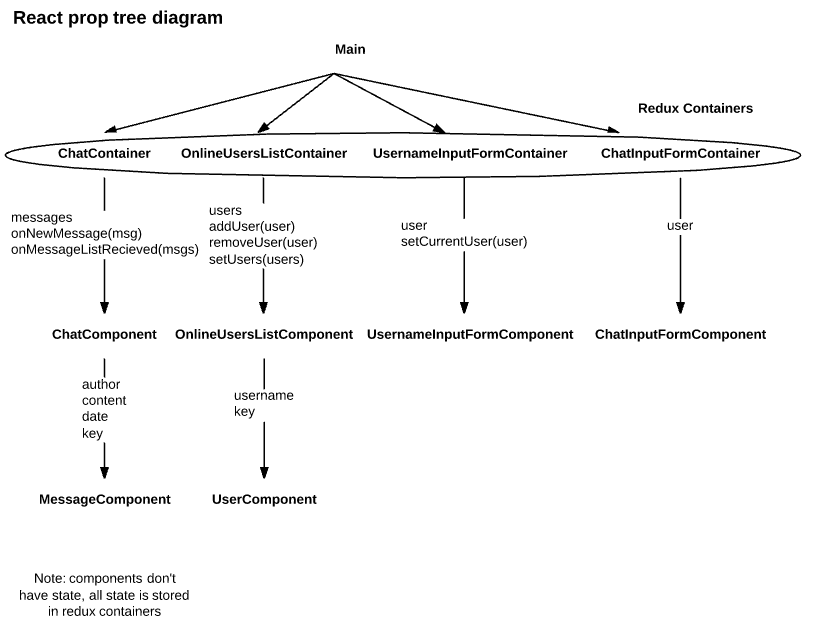 React prop tree diagram
Main
Redux Containers
ChatContainer OnlineUsersListContainer UsernameInputFormContainer ChatInputFormContainer
messages
onNewMessage(msg)
onMessageListRecieved(msgs)
users
addUser(user)
removeUser(user)
setUsers(users)
user
setCurrentUser(user)
user
ChatComponent OnlineUsersListComponent UsernameInputFormComponent ChatInputFormComponent
author
content
date
key
username
key
MessageComponent UserComponent
Note: components don't
have state, all state is stored
in redux containers